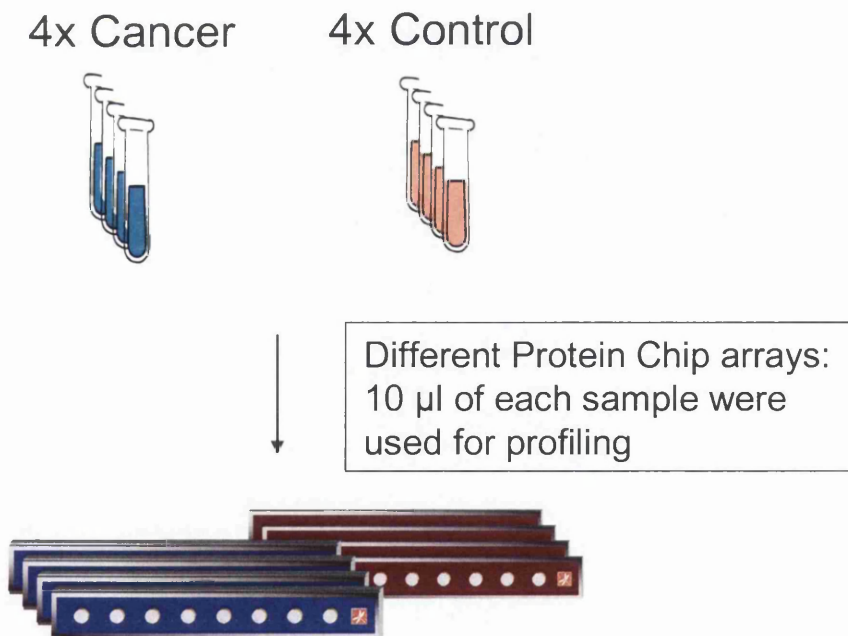 4x Cancer 4x Control
Different Protein Chip arrays:
10 µl of each sample were
used for profiling